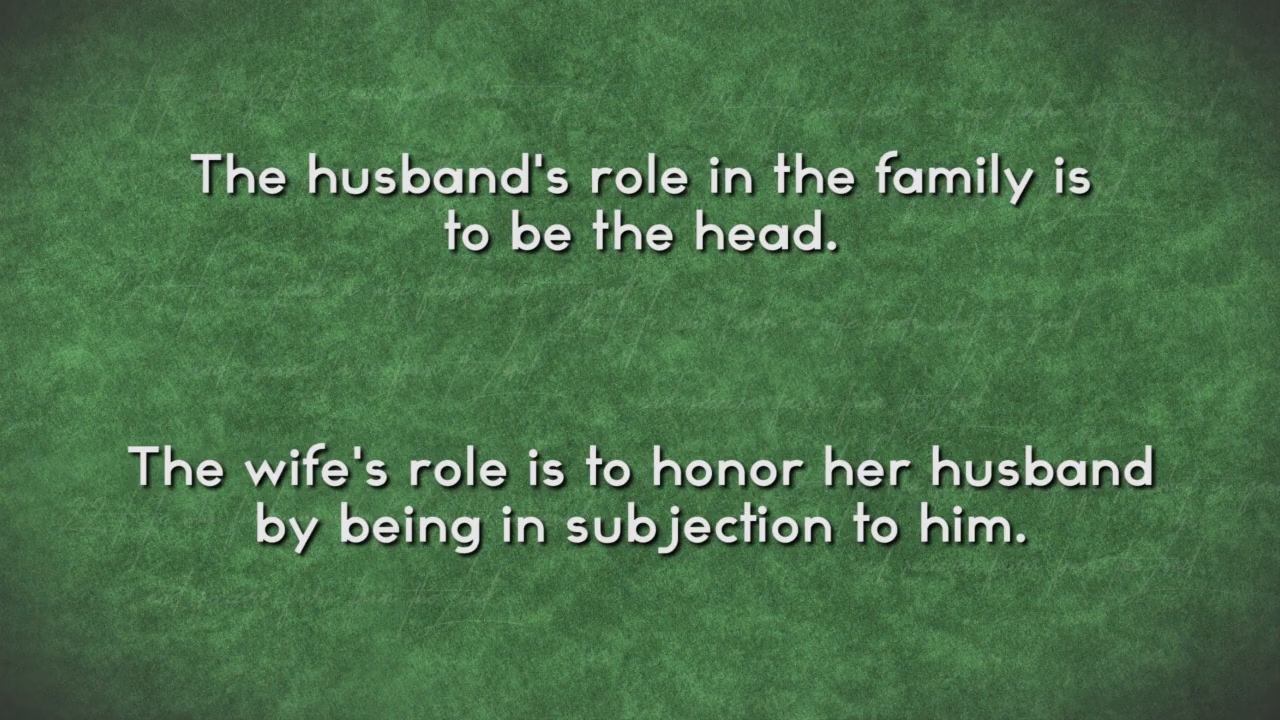 The husband's role in the family is
to be the head.
The wife's role is to honor her husband
by being in subjection to him.